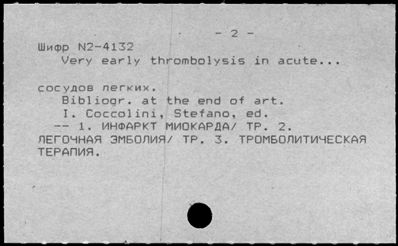 - 2 -
Шифр N2-4132
Very early thrombolysis in acute...
сосудов легких.
Bibliogr. at the end of art.
I. Coccolini, Stefano, ed.
-- 1. ИНФАРКТ МИОКАРДА/ ТР. 2.
ЛЕГОЧНАЯ ЭМБОЛИЯ/ ТР. 3. ТРОМБОЛИТИЧЕСКАЯ
ТЕРАПИЯ.